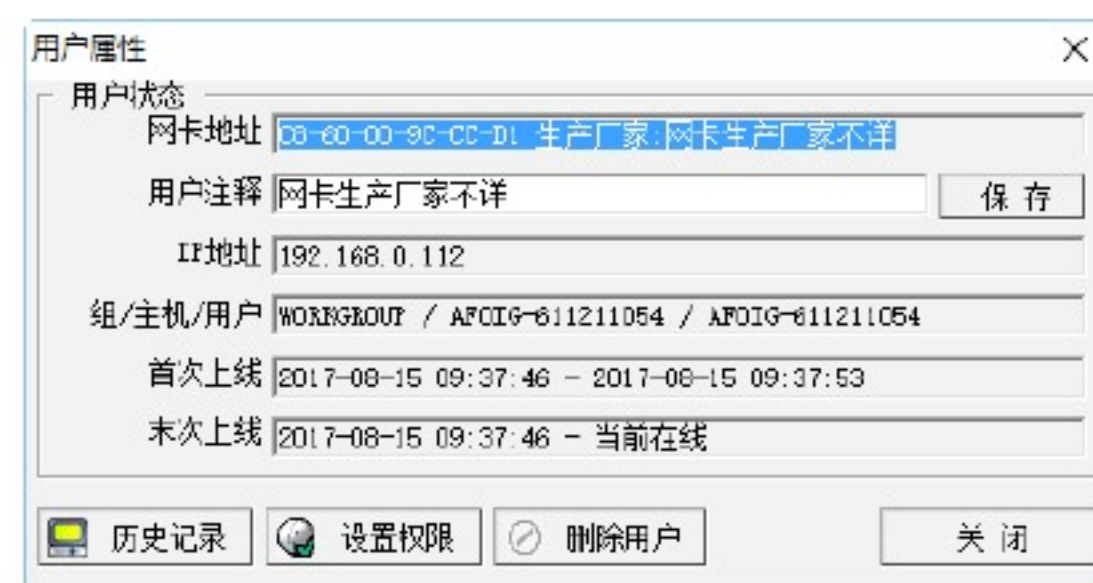 用户属性
用户状态
网卡地址 C8-60-00-9C-CC-D1 生产厂家:网卡生产厂家不详
用户注释 网卡生产厂家不详 保 存
IP地址 192.168.0.112
组/主机/用户 WORKGROUP / AFOIG-611211054 / AFOIG-611211054
首次上线 2017-08-15 09:37:46 - 2017-08-15 09:37:53
末次上线 2017-08-15 09:37:46 - 当前在线
历史记录 设置权限 删除用户 关 闭